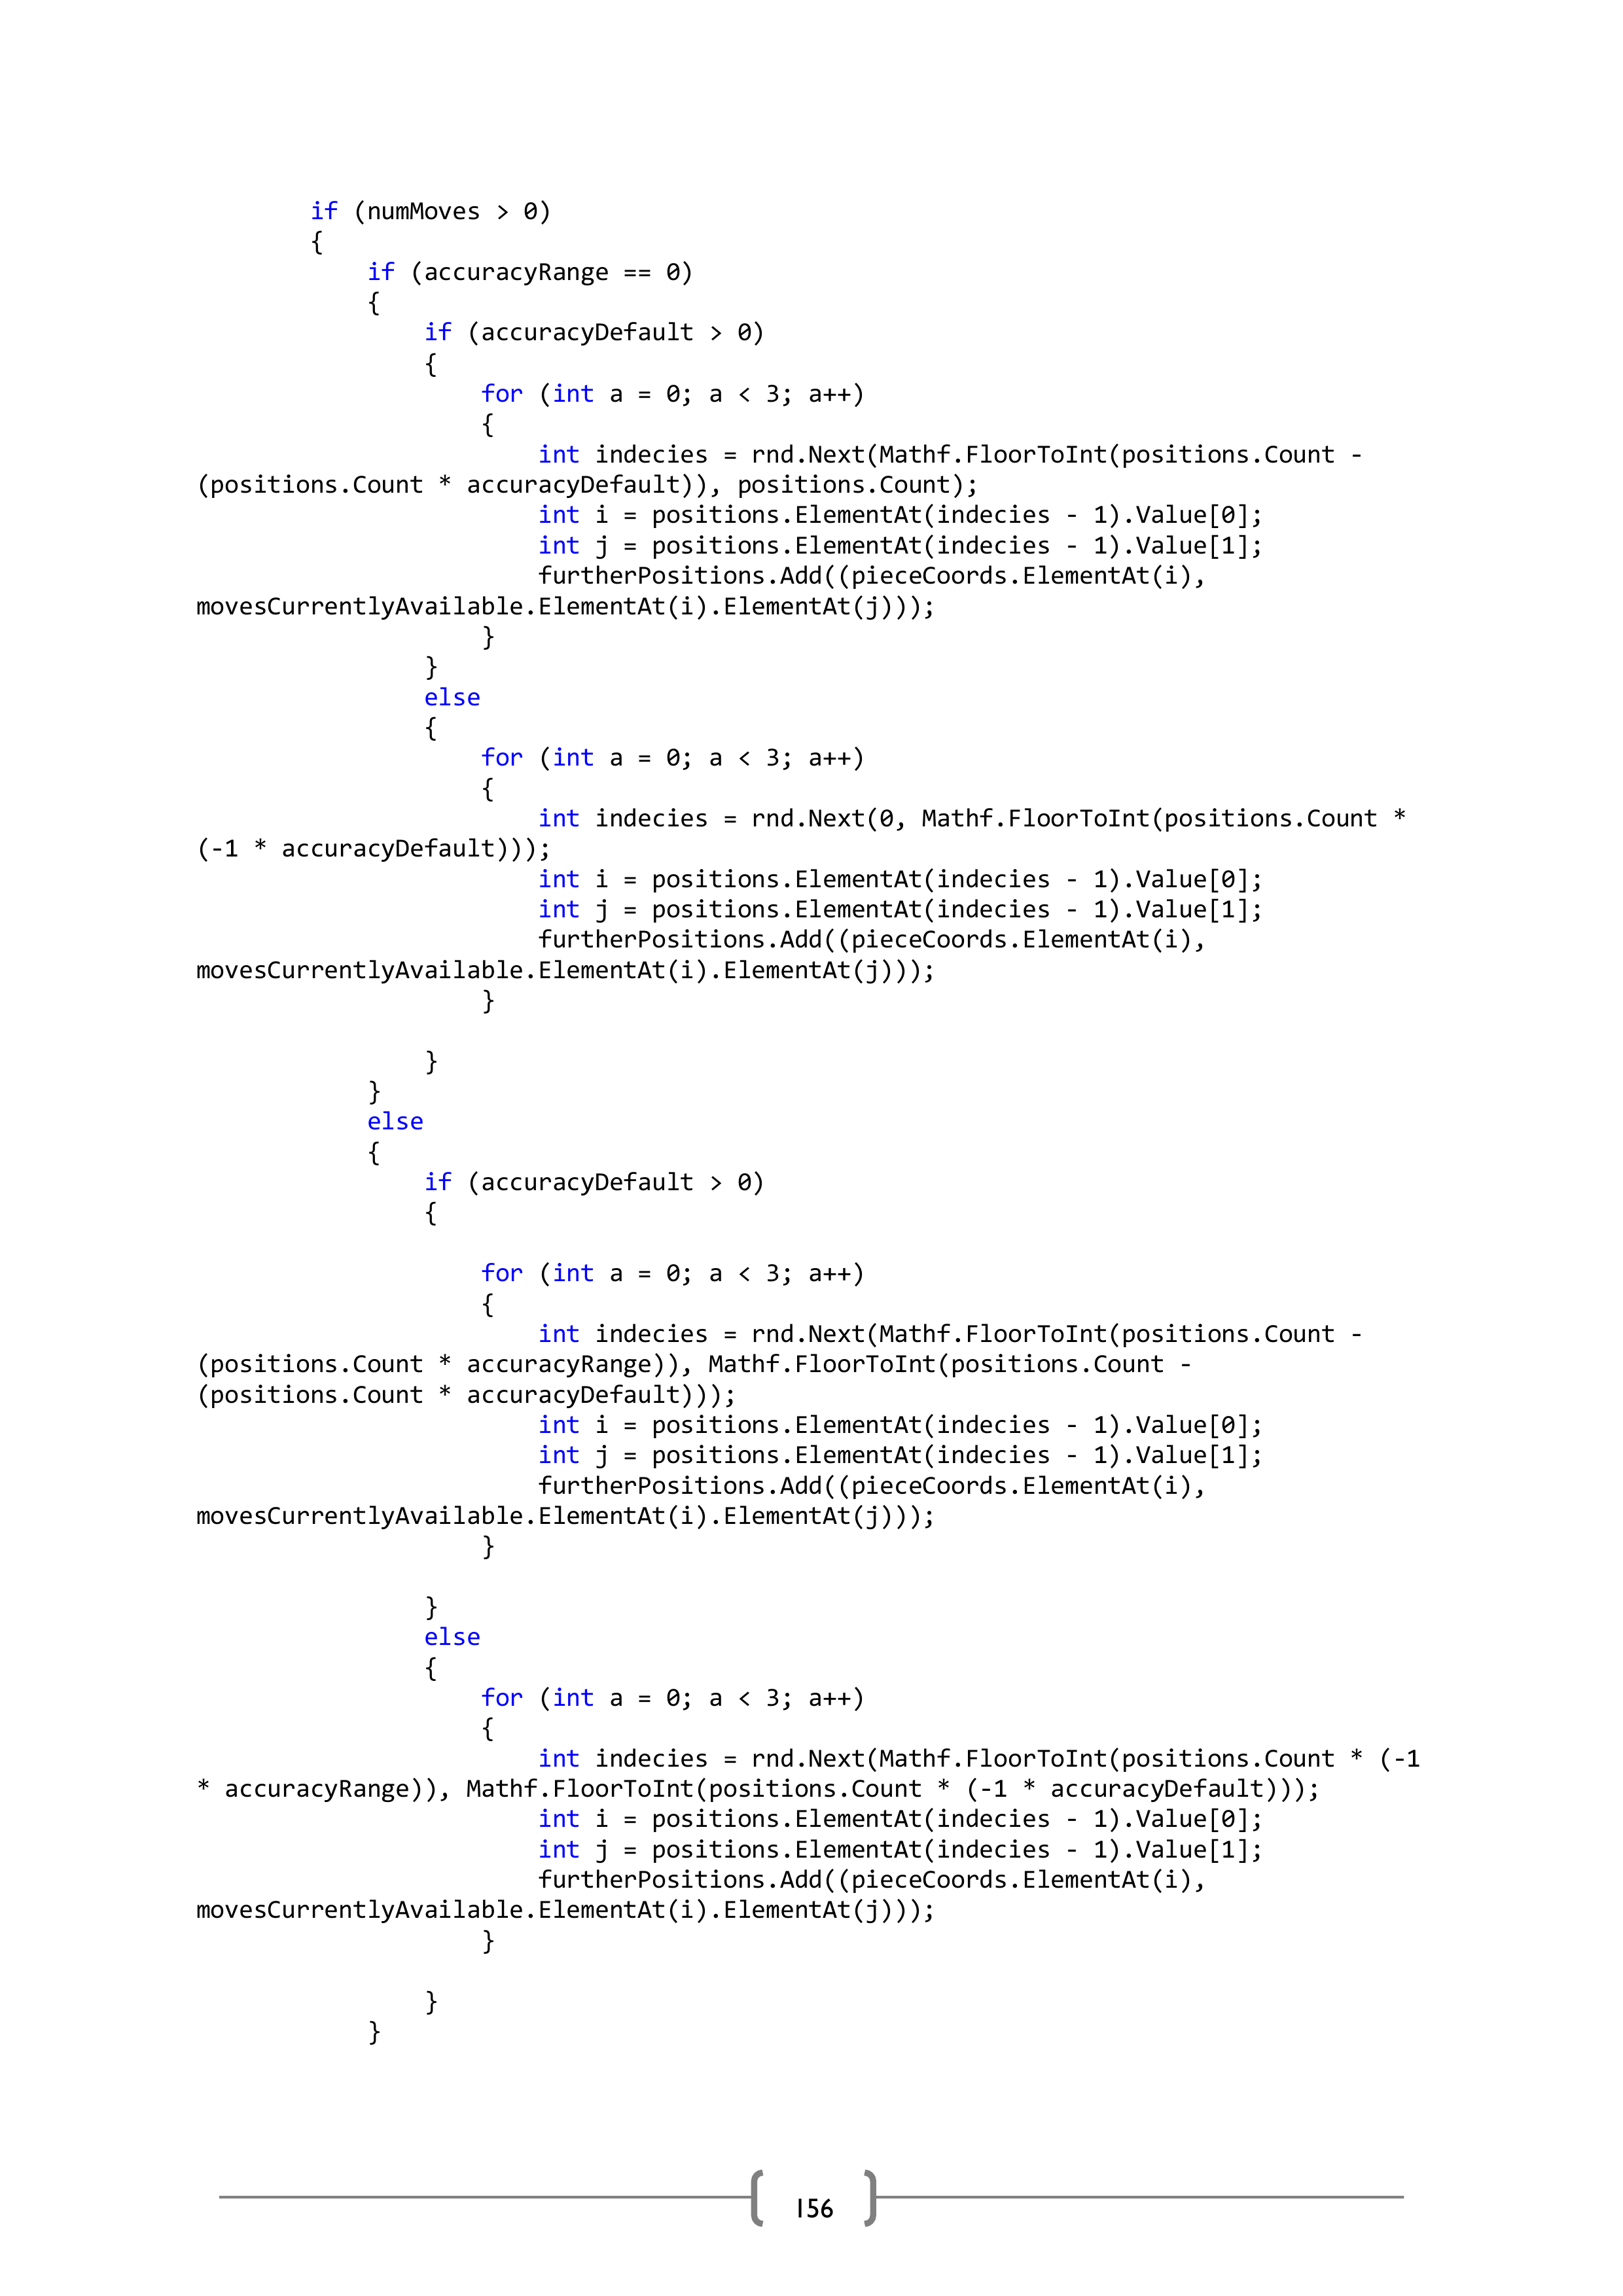 if (numMoves > 0)
{
if (accuracyRange == 0)
{
if (accuracyDefault > 0)
{
for (int a = 0; a < 3; a++)
{
int indecies = rnd.Next(Mathf.FloorToInt(positions.Count -
(positions.Count * accuracyDefault)), positions.Count);
int i = positions.ElementAt(indecies - 1).Value[0];
int j = positions.ElementAt(indecies - 1).Value[1];
furtherPositions.Add((pieceCoords.ElementAt(i),
movesCurrentlyAvailable.ElementAt(i).ElementAt(j)));
}
}
else
{
for (int a = 0; a < 3; a++)
{
int indecies = rnd.Next(0, Mathf.FloorToInt(positions.Count *
(-1 * accuracyDefault)));
int i = positions.ElementAt(indecies - 1).Value[0];
int j = positions.ElementAt(indecies - 1).Value[1];
furtherPositions.Add((pieceCoords.ElementAt(i),
movesCurrentlyAvailable.ElementAt(i).ElementAt(j)));
}
}
}
else
{
if (accuracyDefault > 0)
{
for (int a = 0; a < 3; a++)
{
int indecies = rnd.Next(Mathf.FloorToInt(positions.Count -
(positions.Count * accuracyRange)), Mathf.FloorToInt(positions.Count -
(positions.Count * accuracyDefault)));
int i = positions.ElementAt(indecies - 1).Value[0];
int j = positions.ElementAt(indecies - 1).Value[1];
furtherPositions.Add((pieceCoords.ElementAt(i),
movesCurrentlyAvailable.ElementAt(i).ElementAt(j)));
}
}
else
{
for (int a = 0; a < 3; a++)
{
int indecies = rnd.Next(Mathf.FloorToInt(positions.Count * (-1
* accuracyRange)), Mathf.FloorToInt(positions.Count * (-1 * accuracyDefault)));
int i = positions.ElementAt(indecies - 1).Value[0];
int j = positions.ElementAt(indecies - 1).Value[1];
furtherPositions.Add((pieceCoords.ElementAt(i),
movesCurrentlyAvailable.ElementAt(i).ElementAt(j)));
}
}
}
156